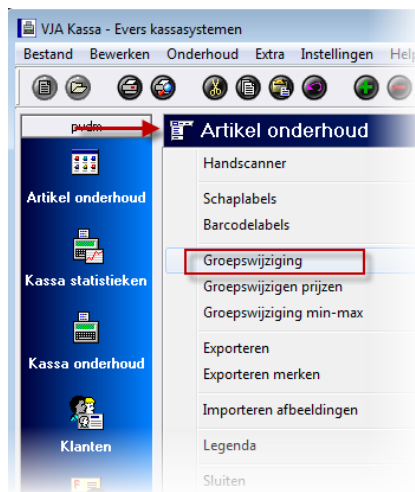 VJA Kassa - Evers kassasystemen
Bestand Bewerken Onderhoud Extra Instellingen Help
pvdm
Artikel onderhoud
Handscanner
Artikel onderhoud
Schaplabels
Barcodelabels
Groepswijziging
Kassa statistieken
Groepswijzigen prijzen
Groepswijziging min-max
Exporteren
Kassa onderhoud
Exporteren merken
Importeren afbeeldingen
Klanten
Legenda
Sluiten